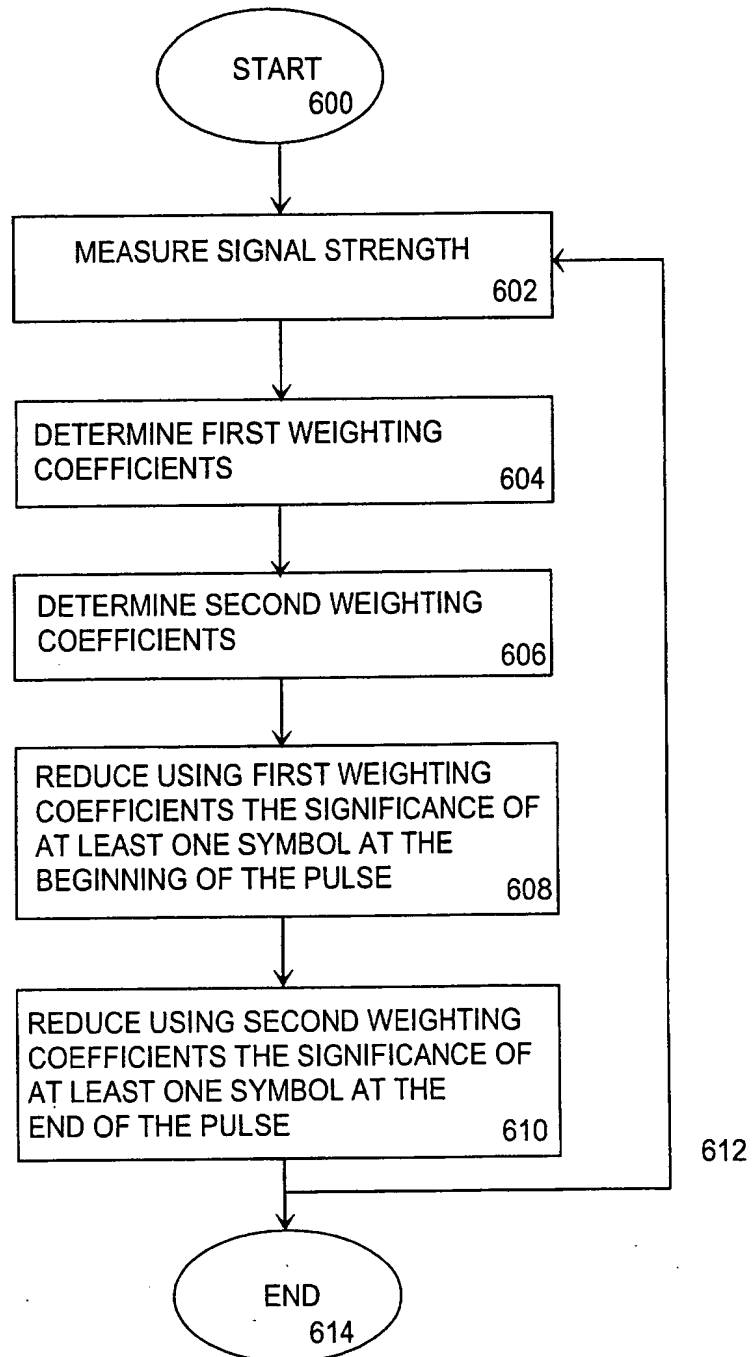 START
600
MEASURE SIGNAL STRENGTH
602
DETERMINE FIRST WEIGHTING
COEFFICIENTS
604
DETERMINE SECOND WEIGHTING
COEFFICIENTS
606
REDUCE USING FIRST WEIGHTING
COEFFICIENTS THE SIGNIFICANCE OF
AT LEAST ONE SYMBOL AT THE
BEGINNING OF THE PULSE
608
REDUCE USING SECOND WEIGHTING
COEFFICIENTS THE SIGNIFICANCE OF
AT LEAST ONE SYMBOL AT THE
END OF THE PULSE
610
612
END
614